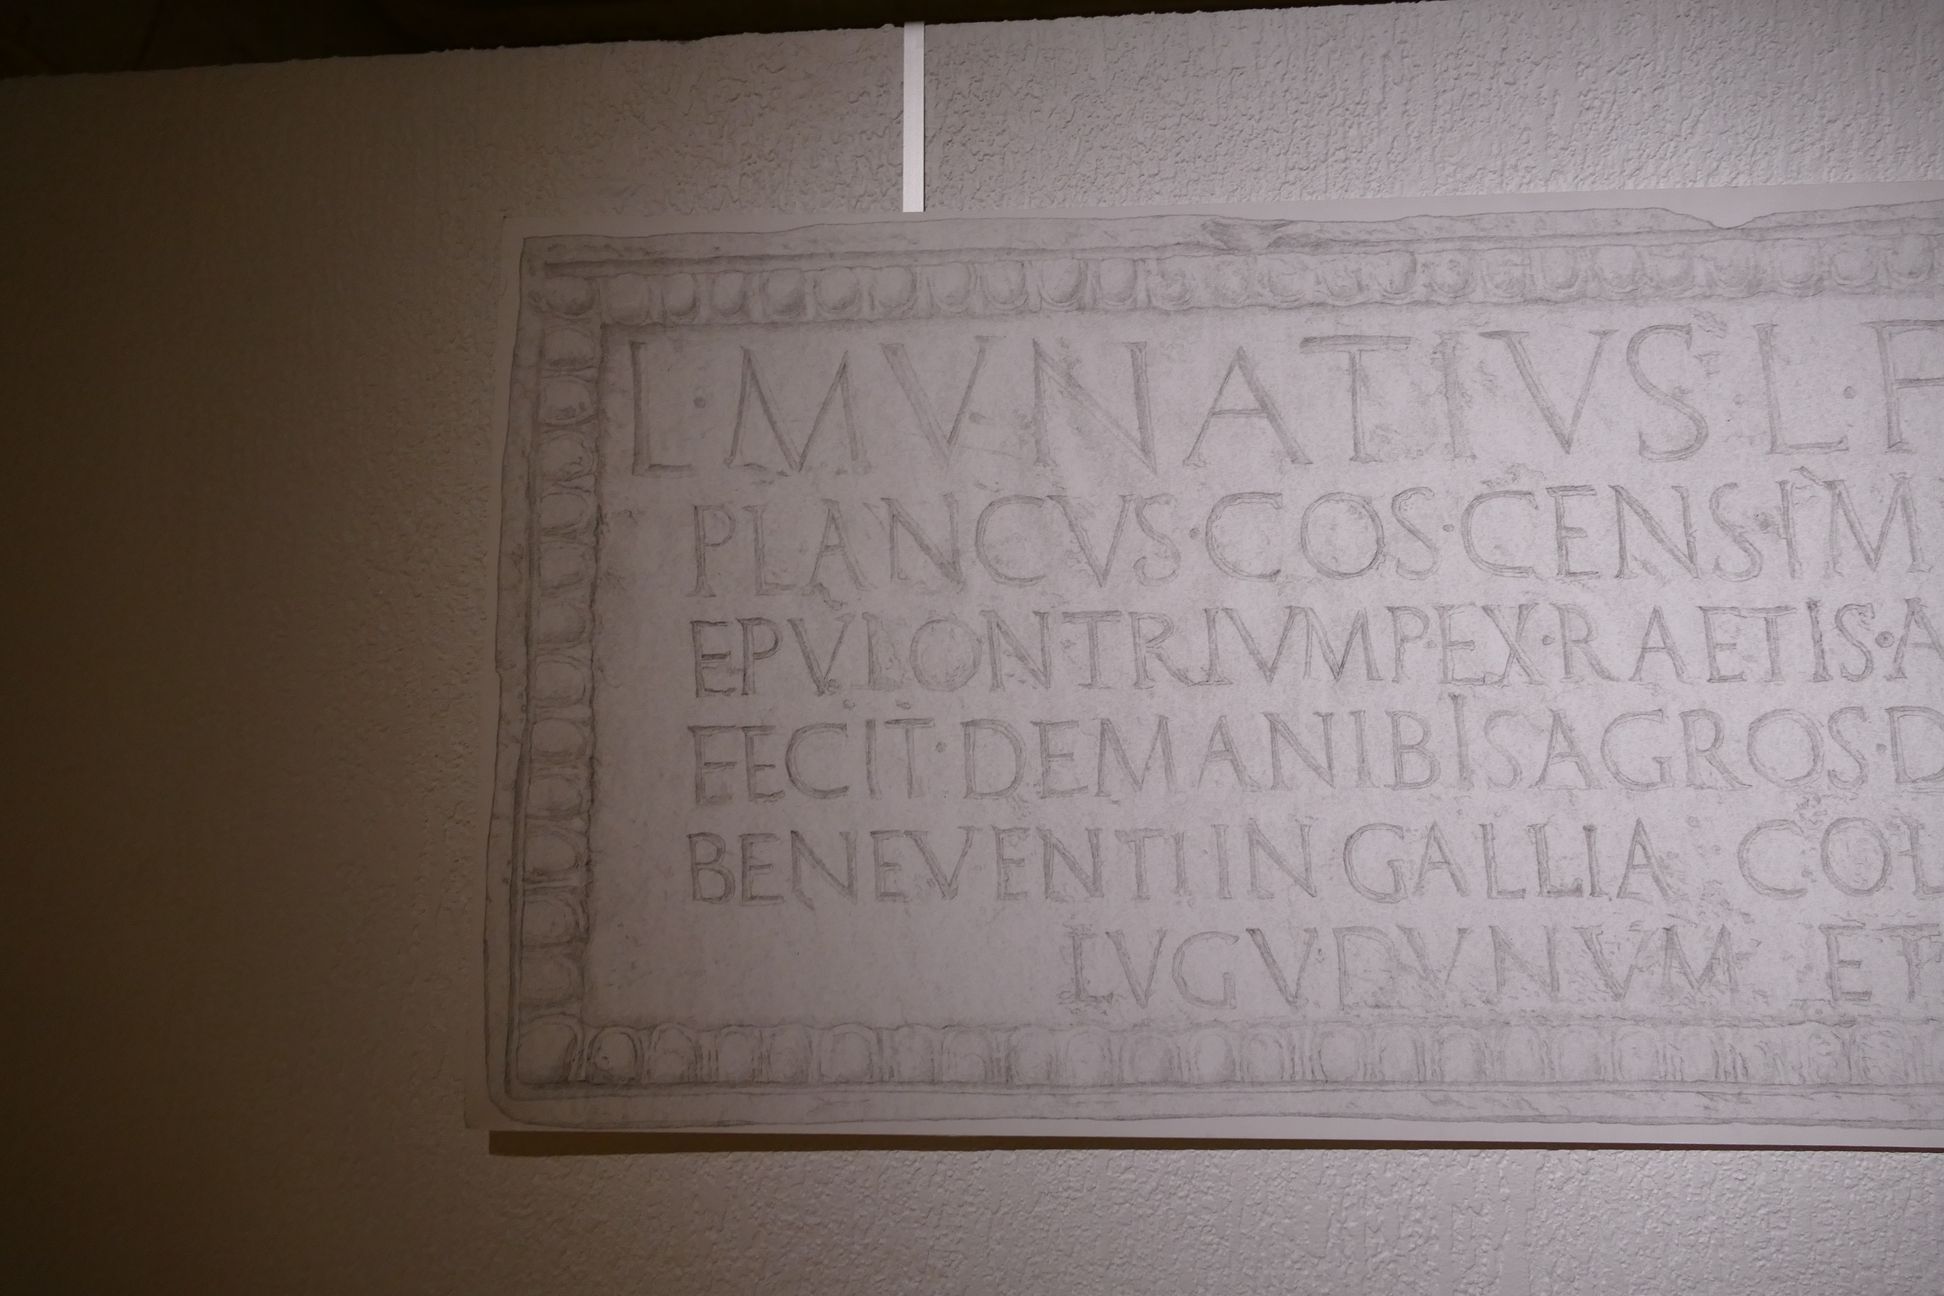 L·MVNATIVS·L·F
PLANCVS·COS·CENS·IM
EPVLON·TRIVMP·EX·RAETIS·A
FECIT·DE MANIBIS AGROS·D
BENEVENTI IN GALLIA COL
LVGVDVNVM ET